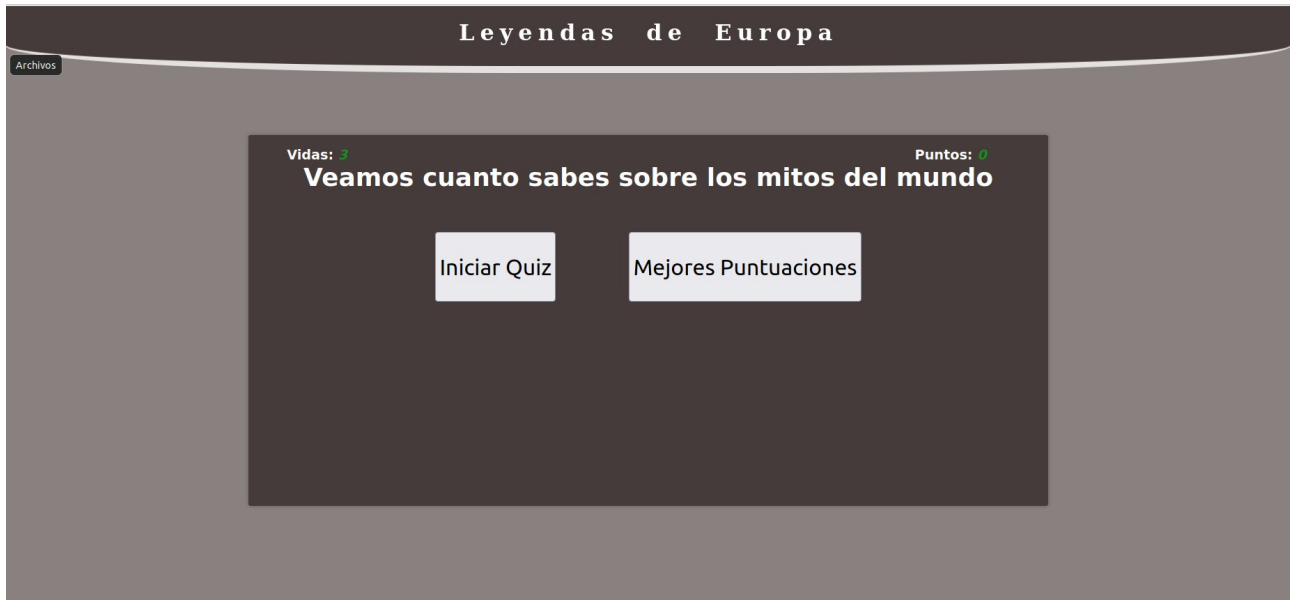 Leyendas de Europa
Archivos
Vidas: 3 Puntos: 0
Veamos cuanto sabes sobre los mitos del mundo
Iniciar Quiz Mejores Puntuaciones